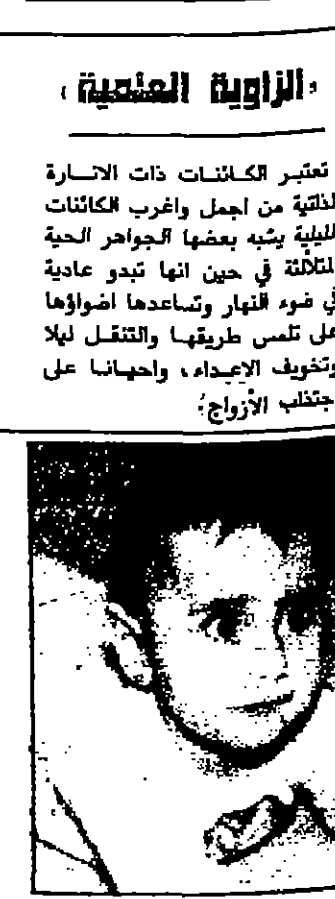 «الزاوية العلمية»
تعتبر الكائنات ذات الانارة
الذاتية من اجمل واغرب الكائنات
الليلية يشبه بعضها الجواهر الحية
المتلألئة في حين انها تبدو عادية
في ضوء النهار وتساعدها اضواؤها
على تلمس طريقها والتنقل ليلا
وتخويف الاعداء، واحيانا على
اجتذاب الأزواج؛